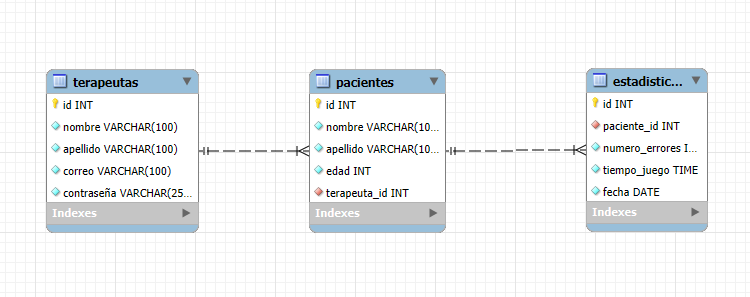 terapeutas
id INT
nombre VARCHAR(100)
apellido VARCHAR(100)
correo VARCHAR(100)
contraseña VARCHAR(25...
Indexes
pacientes
id INT
nombre VARCHAR(10...
apellido VARCHAR(10...
edad INT
terapeuta_id INT
Indexes
estadistic...
id INT
paciente_id INT
numero_errores I...
tiempo_juego TIME
fecha DATE
Indexes